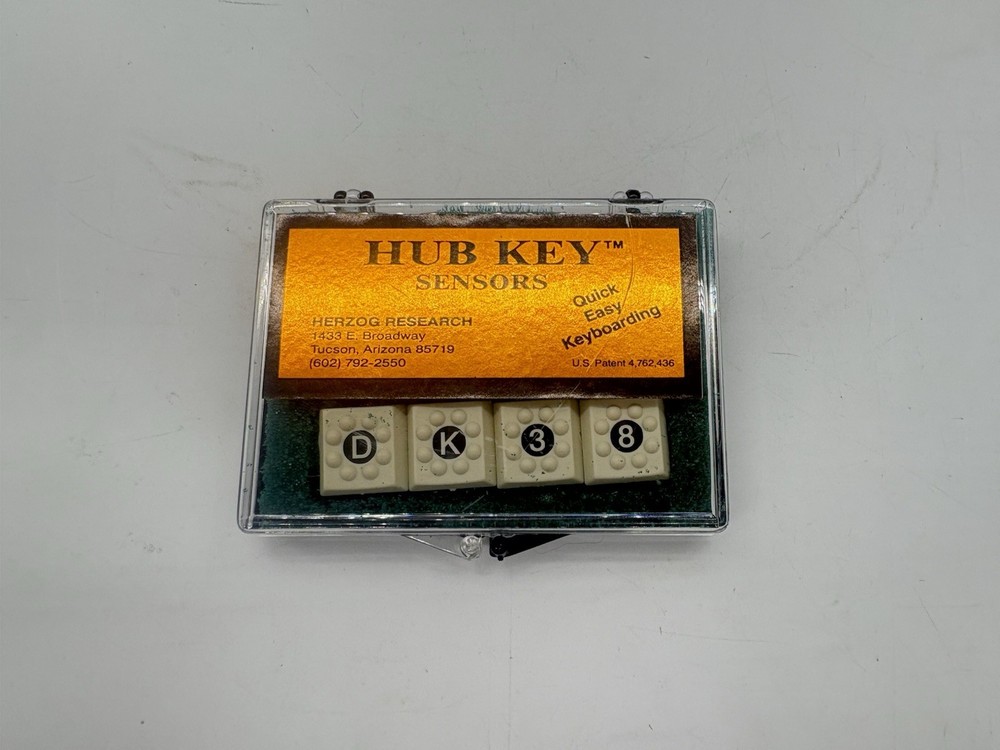 HUB KEY™
SENSORS
Quick
Easy
Keyboarding
HERZOG RESEARCH
1433 E. Broadway
Tucson, Arizona 85719
(602) 792-2550
U.S. Patent 4,762,436
D K 3 8